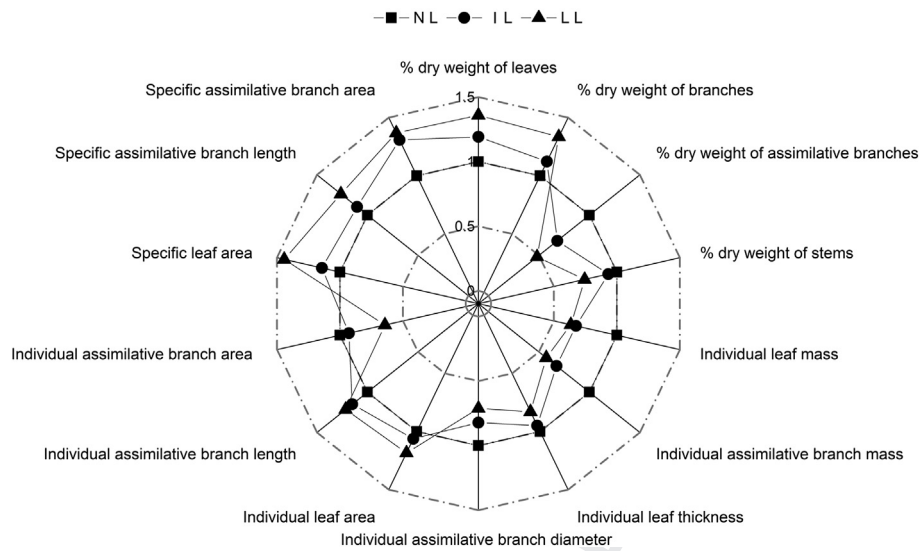 NL IL LL
% dry weight of leaves
Specific assimilative branch area
% dry weight of branches
1.5
Specific assimilative branch length
% dry weight of assimilative branches
1
0.5
Specific leaf area
% dry weight of stems
0
Individual assimilative branch area
Individual leaf mass
Individual assimilative branch length
Individual assimilative branch mass
Individual leaf area
Individual leaf thickness
Individual assimilative branch diameter